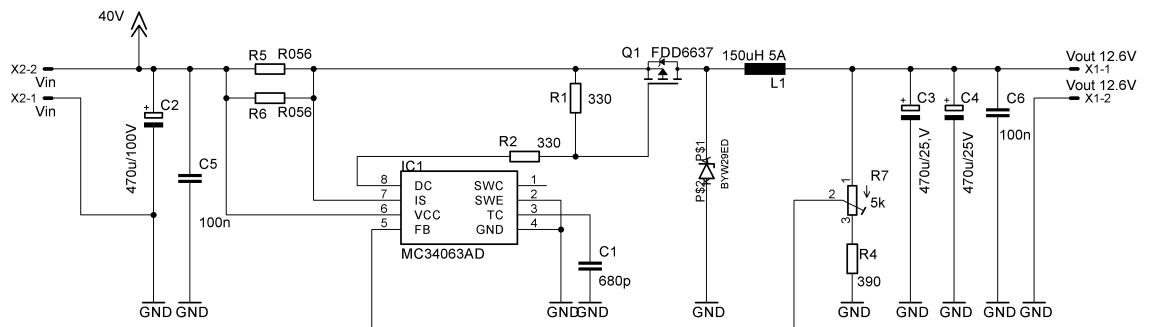 40V
Q1 FDD6637
R5 R056
150uH 5A
Vout 12.6V
X2-2
Vin
X1-1
L1
Vout 12.6V
X2-1
Vin
X1-2
R1 330
C2
R6 R056
C3
C4
C6
100n
470u/100V
470u/25,V
470u/25V
R2 330
P$1
P$2
BYW29ED
C5
100n
IC1
8 DC SWC 1
7 IS SWE 2
6 VCC TC 3
5 FB GND 4
MC34063AD
R7
1
2
3
5k
C1
680p
R4
390
GND
GND
GND
GND
GND
GND
GND
GND
GND
GND